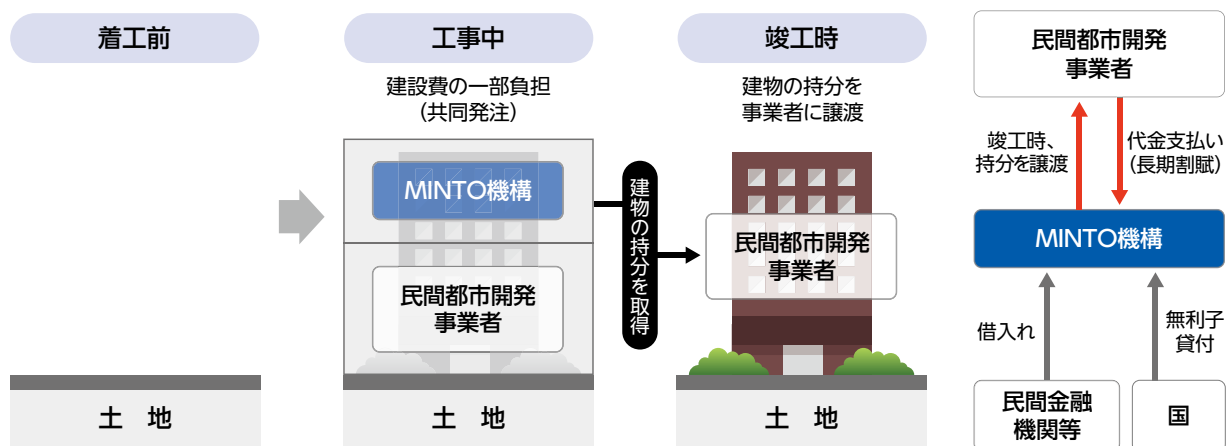 着工前
土　地
工事中
建設費の一部負担
(共同発注)
MINTO機構
民間都市開発
事業者
土　地
建物の持分を取得
竣工時
建物の持分を
事業者に譲渡
民間都市開発
事業者
土　地
民間都市開発
事業者
竣工時、
持分を譲渡
代金支払い
(長期割賦)
MINTO機構
借入れ
無利子
貸付
民間金融
機関等
国